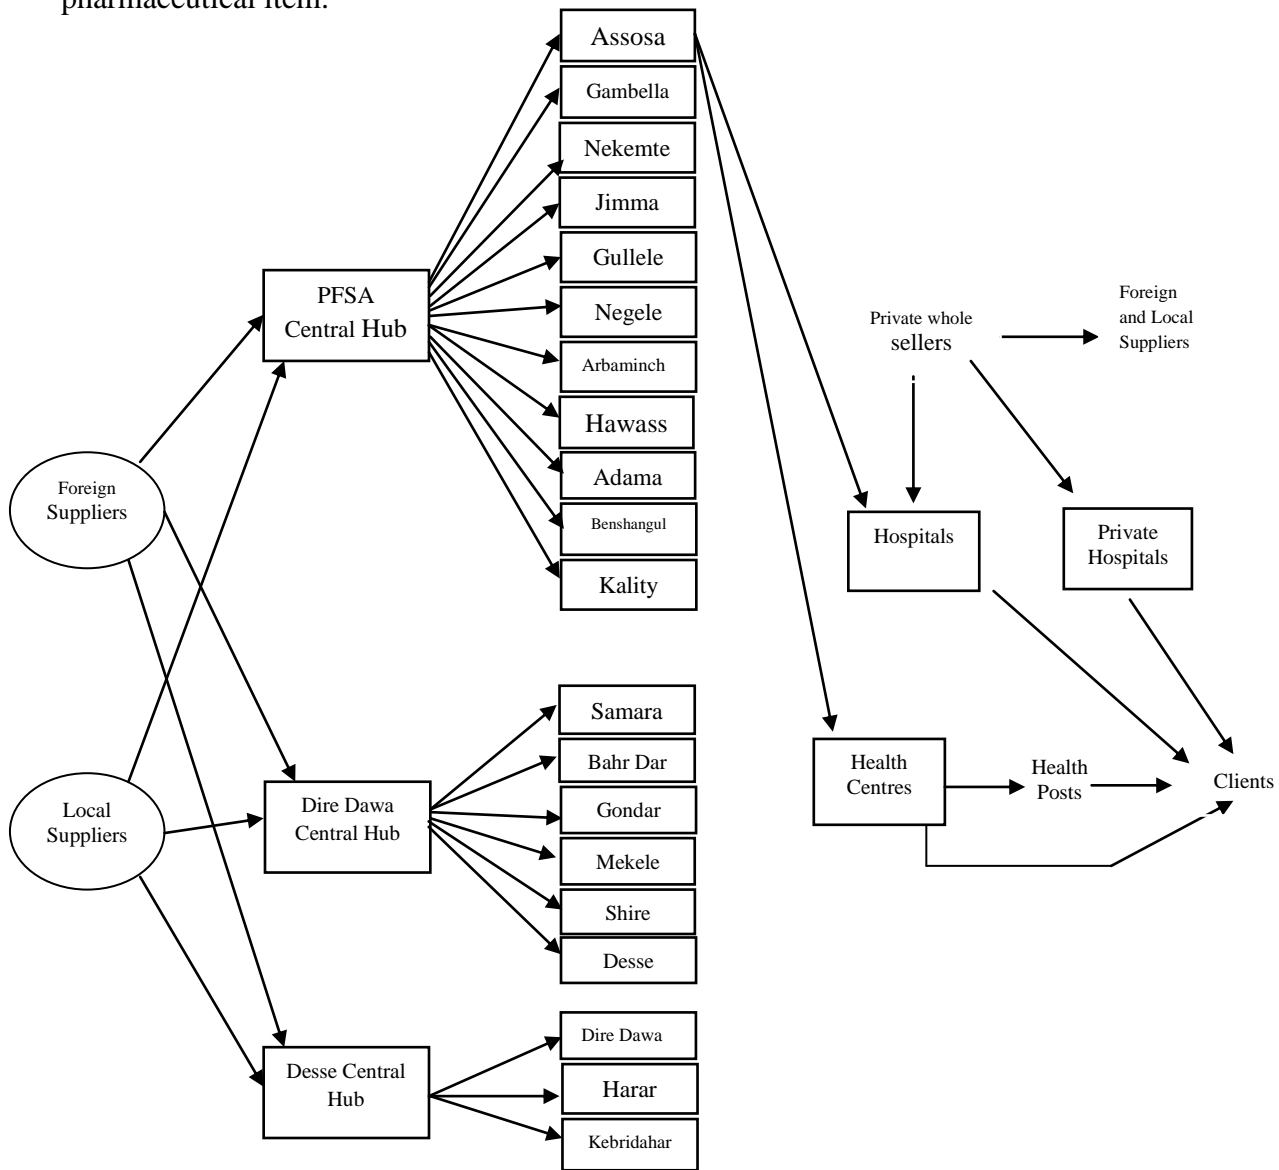 pharmaceutical item.
Assosa
Gambella
Nekemte
Jimma
Gullele
Negele
Arbaminch
Hawass
Adama
Benshangul
Kality
PFSA
Central Hub
Foreign
Suppliers
Local
Suppliers
Dire Dawa
Central Hub
Samara
Bahr Dar
Gondar
Mekele
Shire
Desse
Desse Central
Hub
Dire Dawa
Harar
Kebridahar
Private whole
sellers
Foreign
and Local
Suppliers
Hospitals
Private
Hospitals
Health
Centres
Health
Posts
Clients